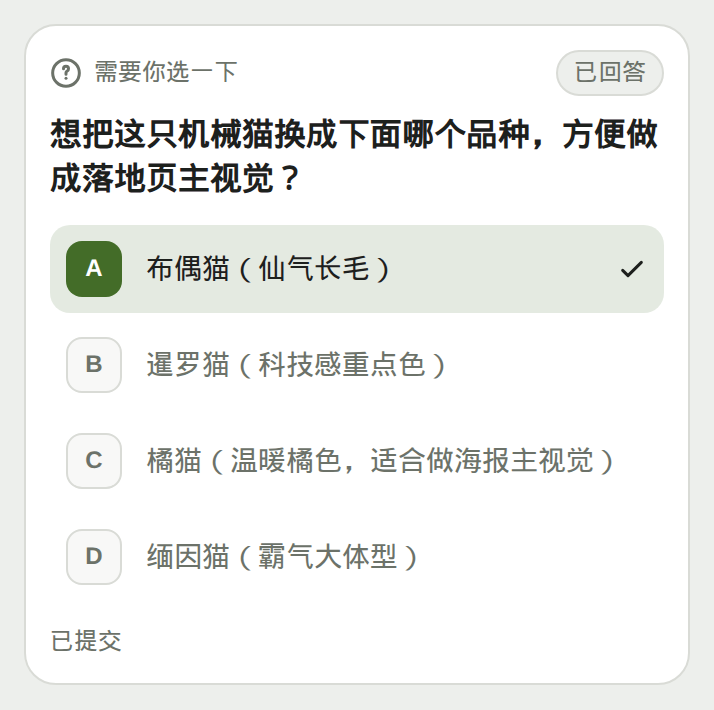 需要你选一下
已回答
想把这只机械猫换成下面哪个品种，方便做
成落地页主视觉？
A 布偶猫（仙气长毛）
B 暹罗猫（科技感重点色）
C 橘猫（温暖橘色，适合做海报主视觉）
D 缅因猫（霸气大体型）
已提交